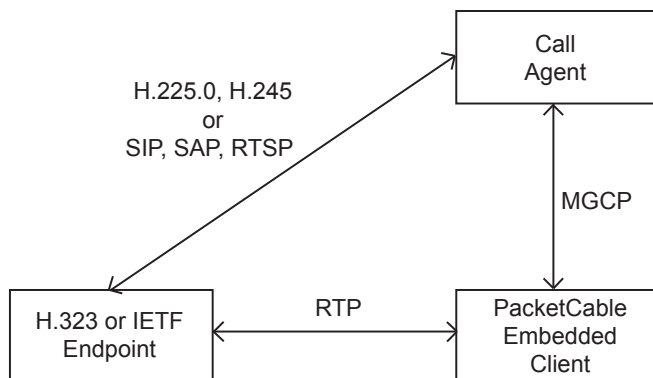 Call
Agent
H.225.0, H.245
or
SIP, SAP, RTSP
MGCP
H.323 or IETF
Endpoint
RTP
PacketCable
Embedded
Client